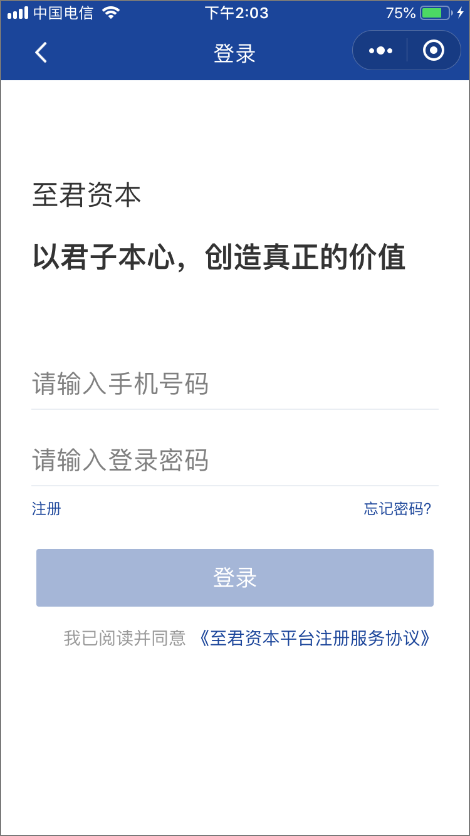 中国电信 下午2:03 75%
登录
至君资本
以君子本心，创造真正的价值
请输入手机号码
请输入登录密码
注册 忘记密码?
登录
我已阅读并同意 《至君资本平台注册服务协议》